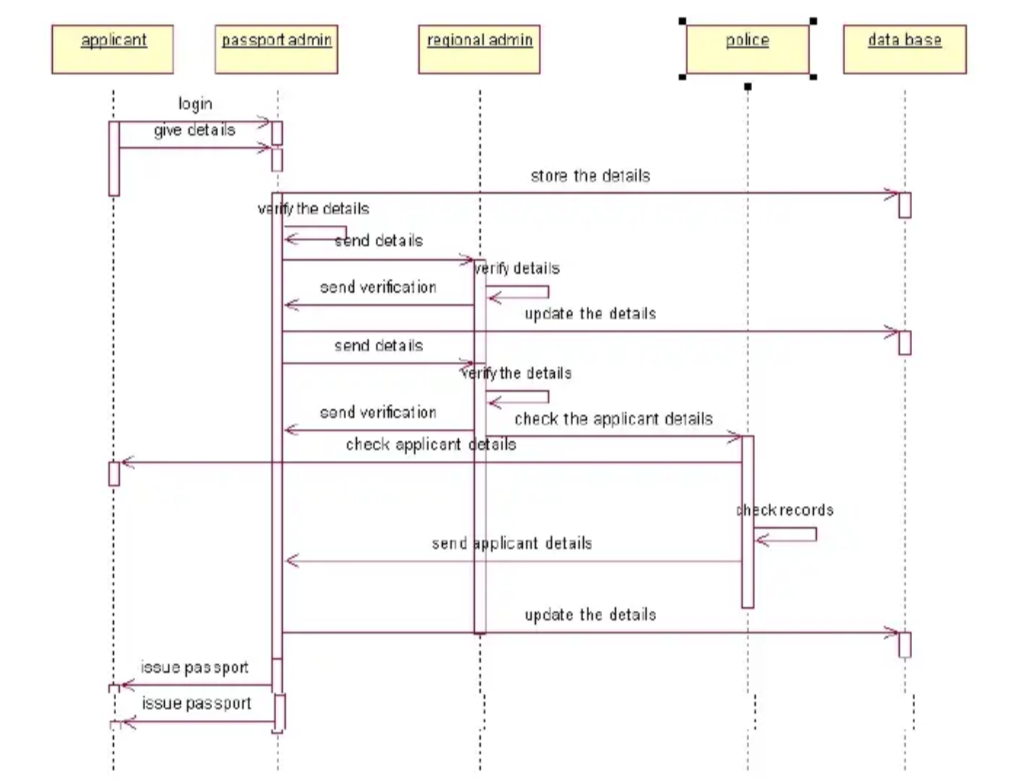 applicant
passport admin
regional admin
police
data base
login
give details
store the details
verify the details
send details
verify details
send verification
update the details
send details
verify the details
send verification
check the applicant details
check applicant details
check records
send applicant details
update the details
issue passport
issue passport